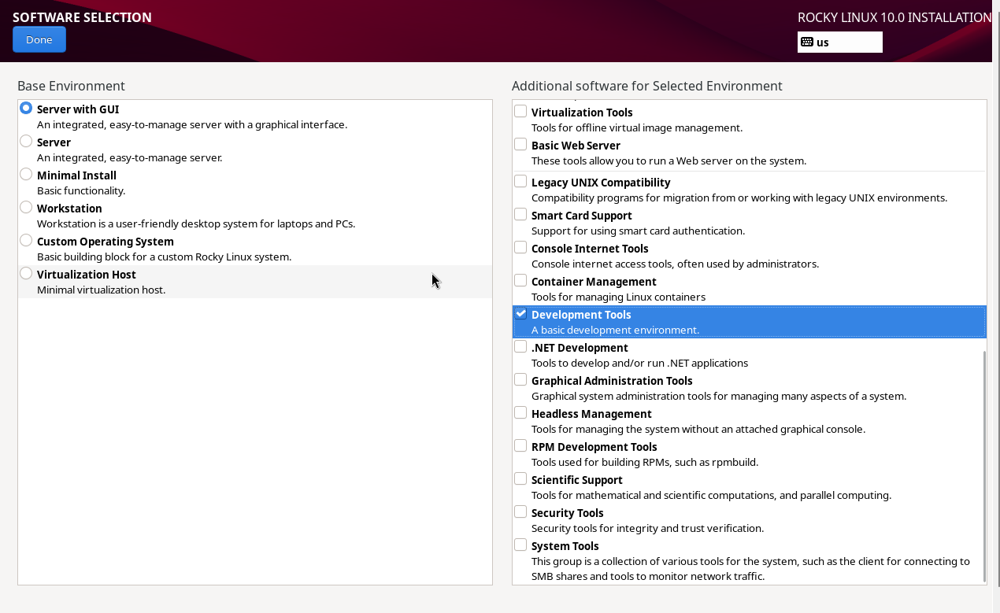 SOFTWARE SELECTION
Done
ROCKY LINUX 10.0 INSTALLATION
us
Base Environment
Server with GUI
An integrated, easy-to-manage server with a graphical interface.
Server
An integrated, easy-to-manage server.
Minimal Install
Basic functionality.
Workstation
Workstation is a user-friendly desktop system for laptops and PCs.
Custom Operating System
Basic building block for a custom Rocky Linux system.
Virtualization Host
Minimal virtualization host.
Additional software for Selected Environment
Virtualization Tools
Tools for offline virtual image management.
Basic Web Server
These tools allow you to run a Web server on the system.
Legacy UNIX Compatibility
Compatibility programs for migration from or working with legacy UNIX environments.
Smart Card Support
Support for using smart card authentication.
Console Internet Tools
Console internet access tools, often used by administrators.
Container Management
Tools for managing Linux containers
Development Tools
A basic development environment.
.NET Development
Tools to develop and/or run .NET applications
Graphical Administration Tools
Graphical system administration tools for managing many aspects of a system.
Headless Management
Tools for managing the system without an attached graphical console.
RPM Development Tools
Tools used for building RPMs, such as rpmbuild.
Scientific Support
Tools for mathematical and scientific computations, and parallel computing.
Security Tools
Security tools for integrity and trust verification.
System Tools
This group is a collection of various tools for the system, such as the client for connecting to
SMB shares and tools to monitor network traffic.